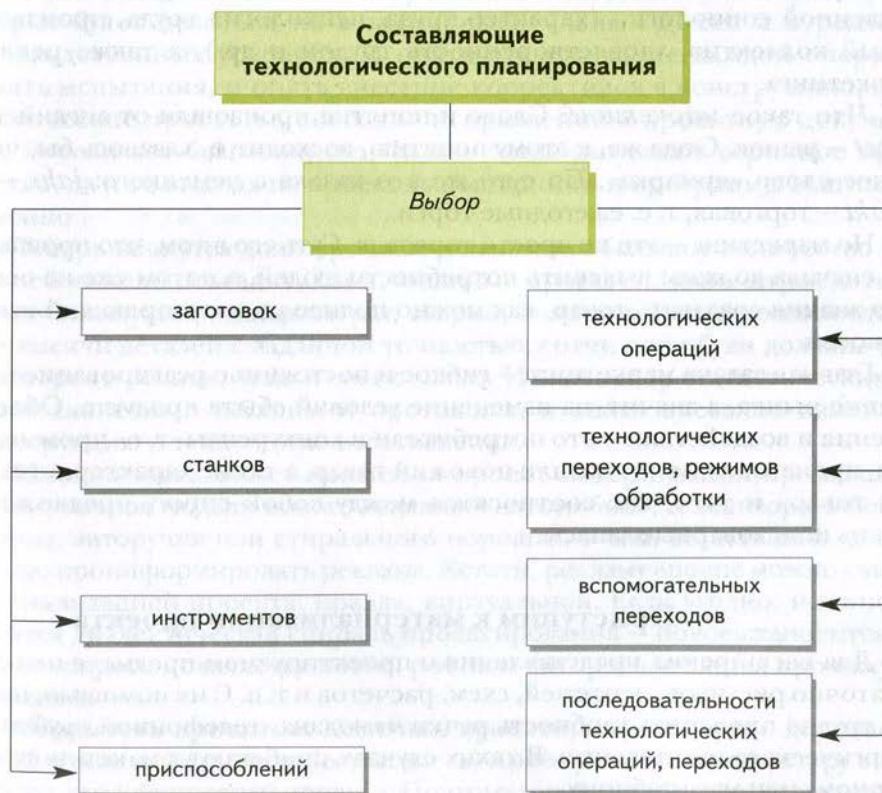 Составляющие
технологического планирования
Выбор
заготовок
станков
инструментов
приспособлений
технологических
операций
технологических
переходов, режимов
обработки
вспомогательных
переходов
последовательности
технологических
операций, переходов